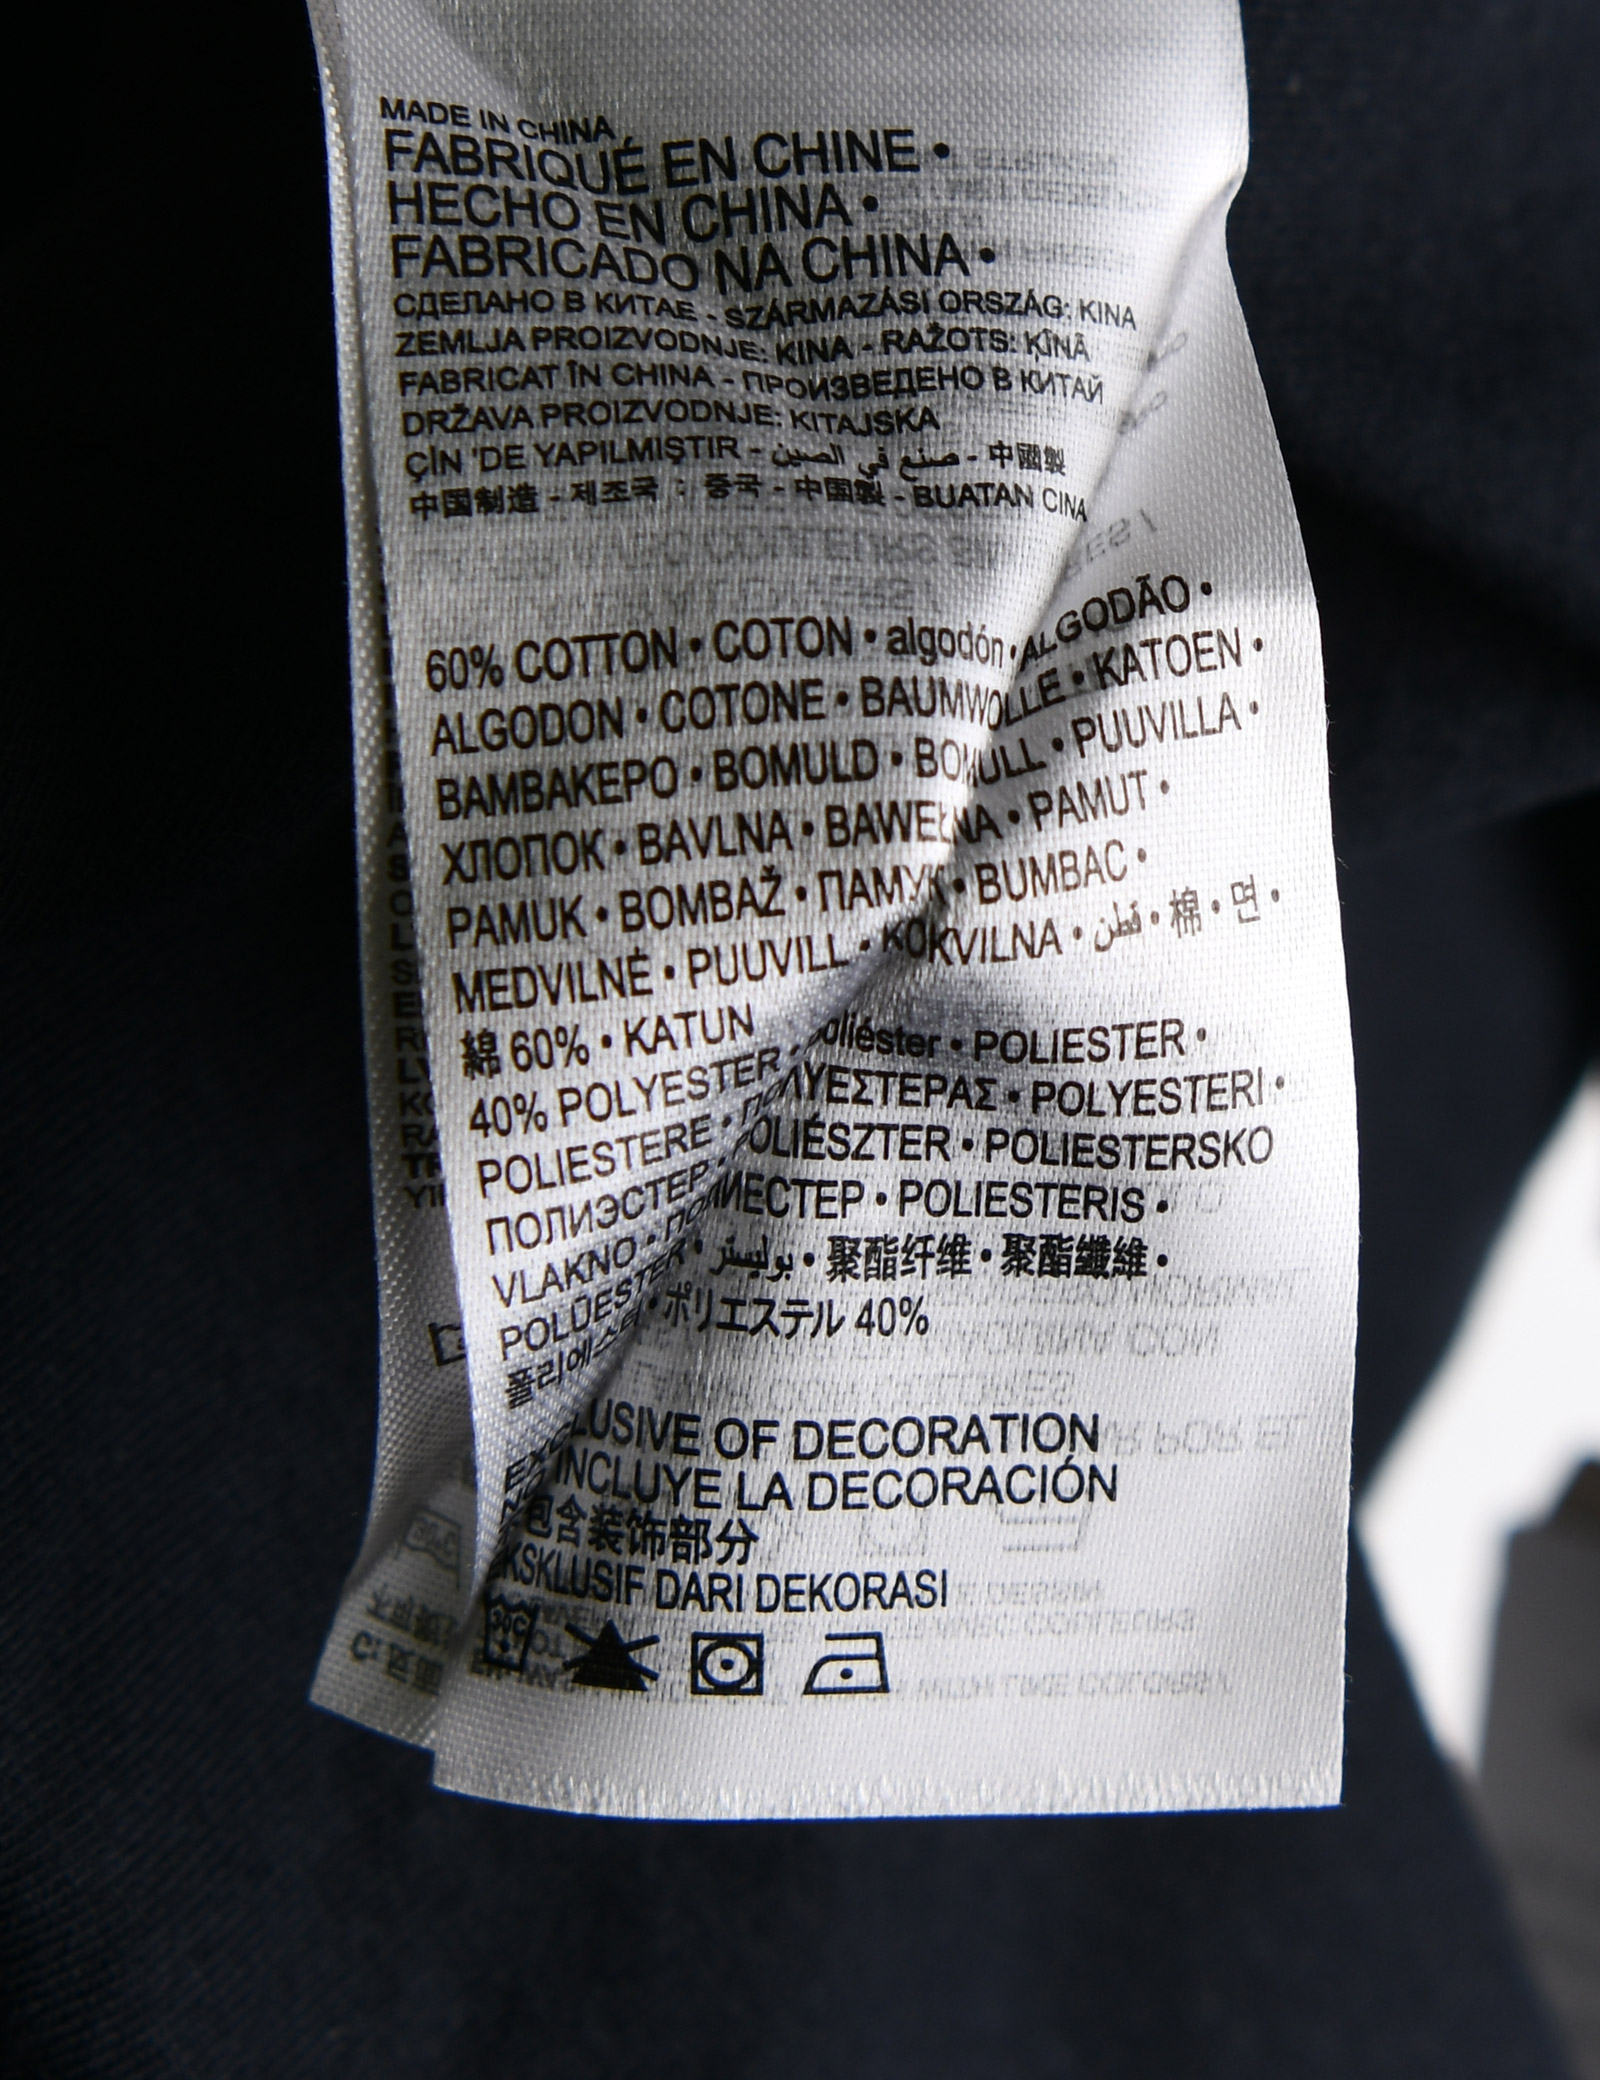 MADE IN CHINA
FABRIQUÉ EN CHINE •
HECHO EN CHINA •
FABRICADO NA CHINA •
СДЕЛАНО В КИТАЕ - SZÁRMAZÁSI ORSZÁG: KINA
ZEMLJA PROIZVODNJE: KINA - RAŽOTS: ĶĪNĀ
FABRICAT ÎN CHINA - ПРОИЗВЕДЕНО В КИТАЙ
DRŽAVA PROIZVODNJE: KITAJSKA
ÇİN 'DE YAPILMIŞTIR - صنع في الصين - 中國製
中国制造 - 제조국 : 중국 - 中国製 - BUATAN CINA
60% COTTON • COTON • algodón • ALGODÃO •
ALGODON • COTONE • BAUMWOLLE • KATOEN •
ΒΑΜΒΑΚΕΡΟ • BOMULD • BOMULL • PUUVILLA •
ХЛОПОК • BAVLNA • BAWEŁNA • PAMUT •
PAMUK • BOMBAŽ • ПАМУК • BUMBAC •
MEDVILNĖ • PUUVILL • KOKVILNA • قطن • 棉 • 면 •
綿 60% • KATUN
40% POLYESTER • poliéster • POLIESTER •
POLIESTERE • ΠΟΛΥΕΣΤΕΡΑΣ • POLYESTERI •
ПОЛИЭСТЕР • POLIÉSZTER • POLIESTERSKO
VLAKNO • ПОЛИЕСТЕР • POLIESTERIS •
POLÜESTER • بوليستر • 聚酯纤维 • 聚酯纖維 •
폴리에스터 • ポリエステル 40%
EXCLUSIVE OF DECORATION
INCLUYE LA DECORACIÓN
包含装饰部分
EKSKLUSIF DARI DEKORASI
30C